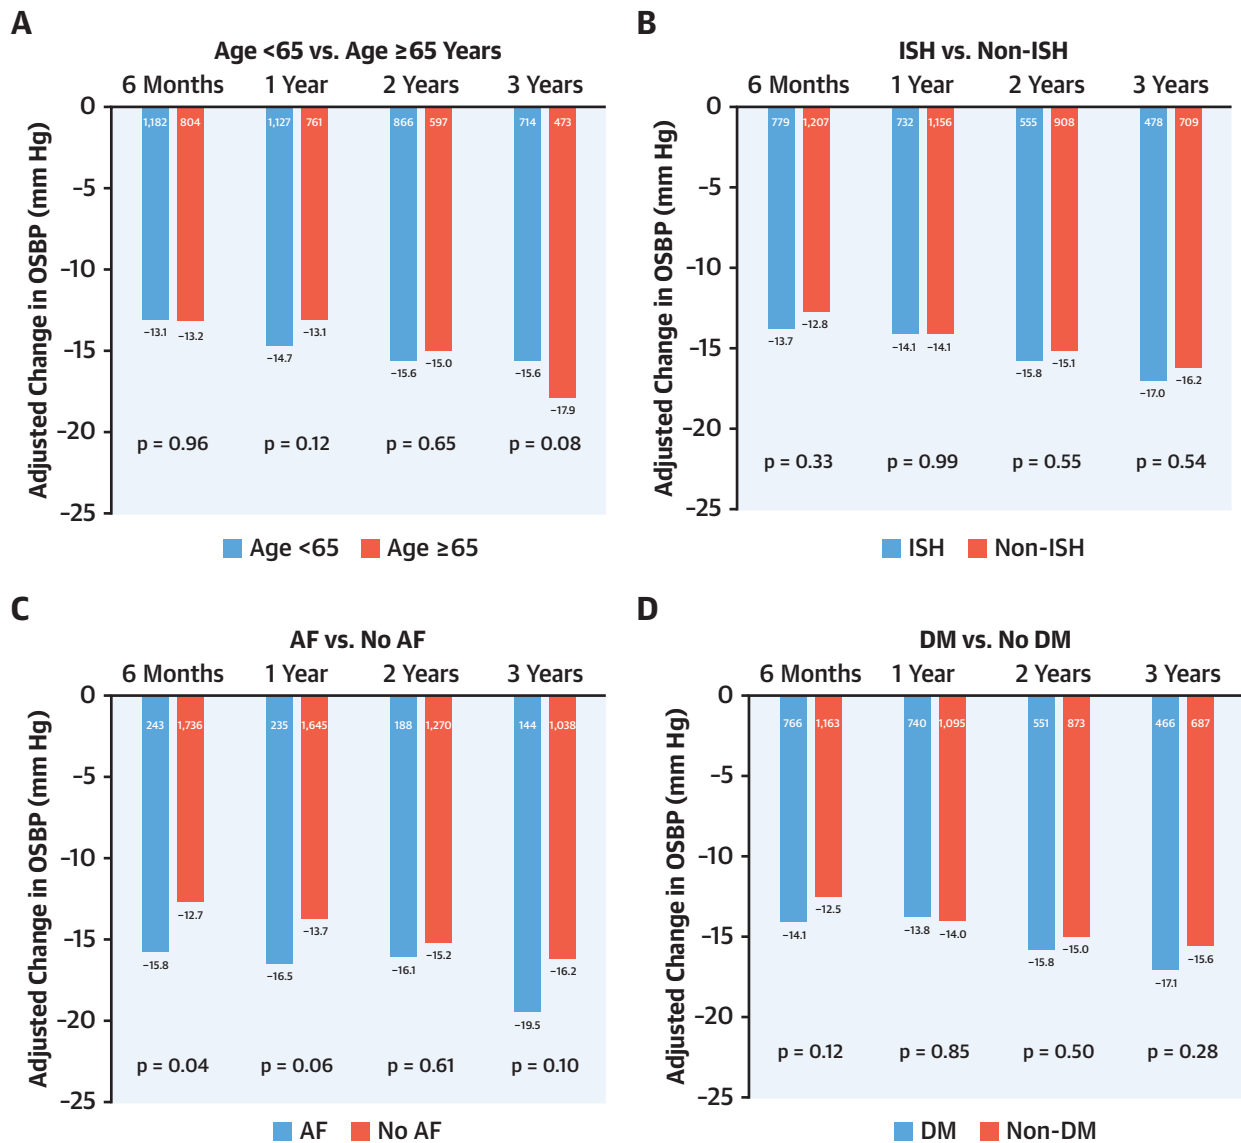 A
Age <65 vs. Age ≥65 Years
6 Months 1 Year 2 Years 3 Years
Adjusted Change in OSBP (mm Hg)
0
–5
–10
–15
–20
–25
1,182 804 1,127 761 866 597 714 473
–13.1 –13.2 –14.7 –13.1 –15.6 –15.0 –15.6 –17.9
p = 0.96 p = 0.12 p = 0.65 p = 0.08
Age <65 Age ≥65
B
ISH vs. Non-ISH
6 Months 1 Year 2 Years 3 Years
Adjusted Change in OSBP (mm Hg)
0
–5
–10
–15
–20
–25
779 1,207 732 1,156 555 908 478 709
–13.7 –12.8 –14.1 –14.1 –15.8 –15.1 –17.0 –16.2
p = 0.33 p = 0.99 p = 0.55 p = 0.54
ISH Non-ISH
C
AF vs. No AF
6 Months 1 Year 2 Years 3 Years
Adjusted Change in OSBP (mm Hg)
0
–5
–10
–15
–20
–25
243 1,736 235 1,645 188 1,270 144 1,038
–15.8 –12.7 –16.5 –13.7 –16.1 –15.2 –19.5 –16.2
p = 0.04 p = 0.06 p = 0.61 p = 0.10
AF No AF
D
DM vs. No DM
6 Months 1 Year 2 Years 3 Years
Adjusted Change in OSBP (mm Hg)
0
–5
–10
–15
–20
–25
766 1,163 740 1,095 551 873 466 687
–14.1 –12.5 –13.8 –14.0 –15.8 –15.0 –17.1 –15.6
p = 0.12 p = 0.85 p = 0.50 p = 0.28
DM Non-DM